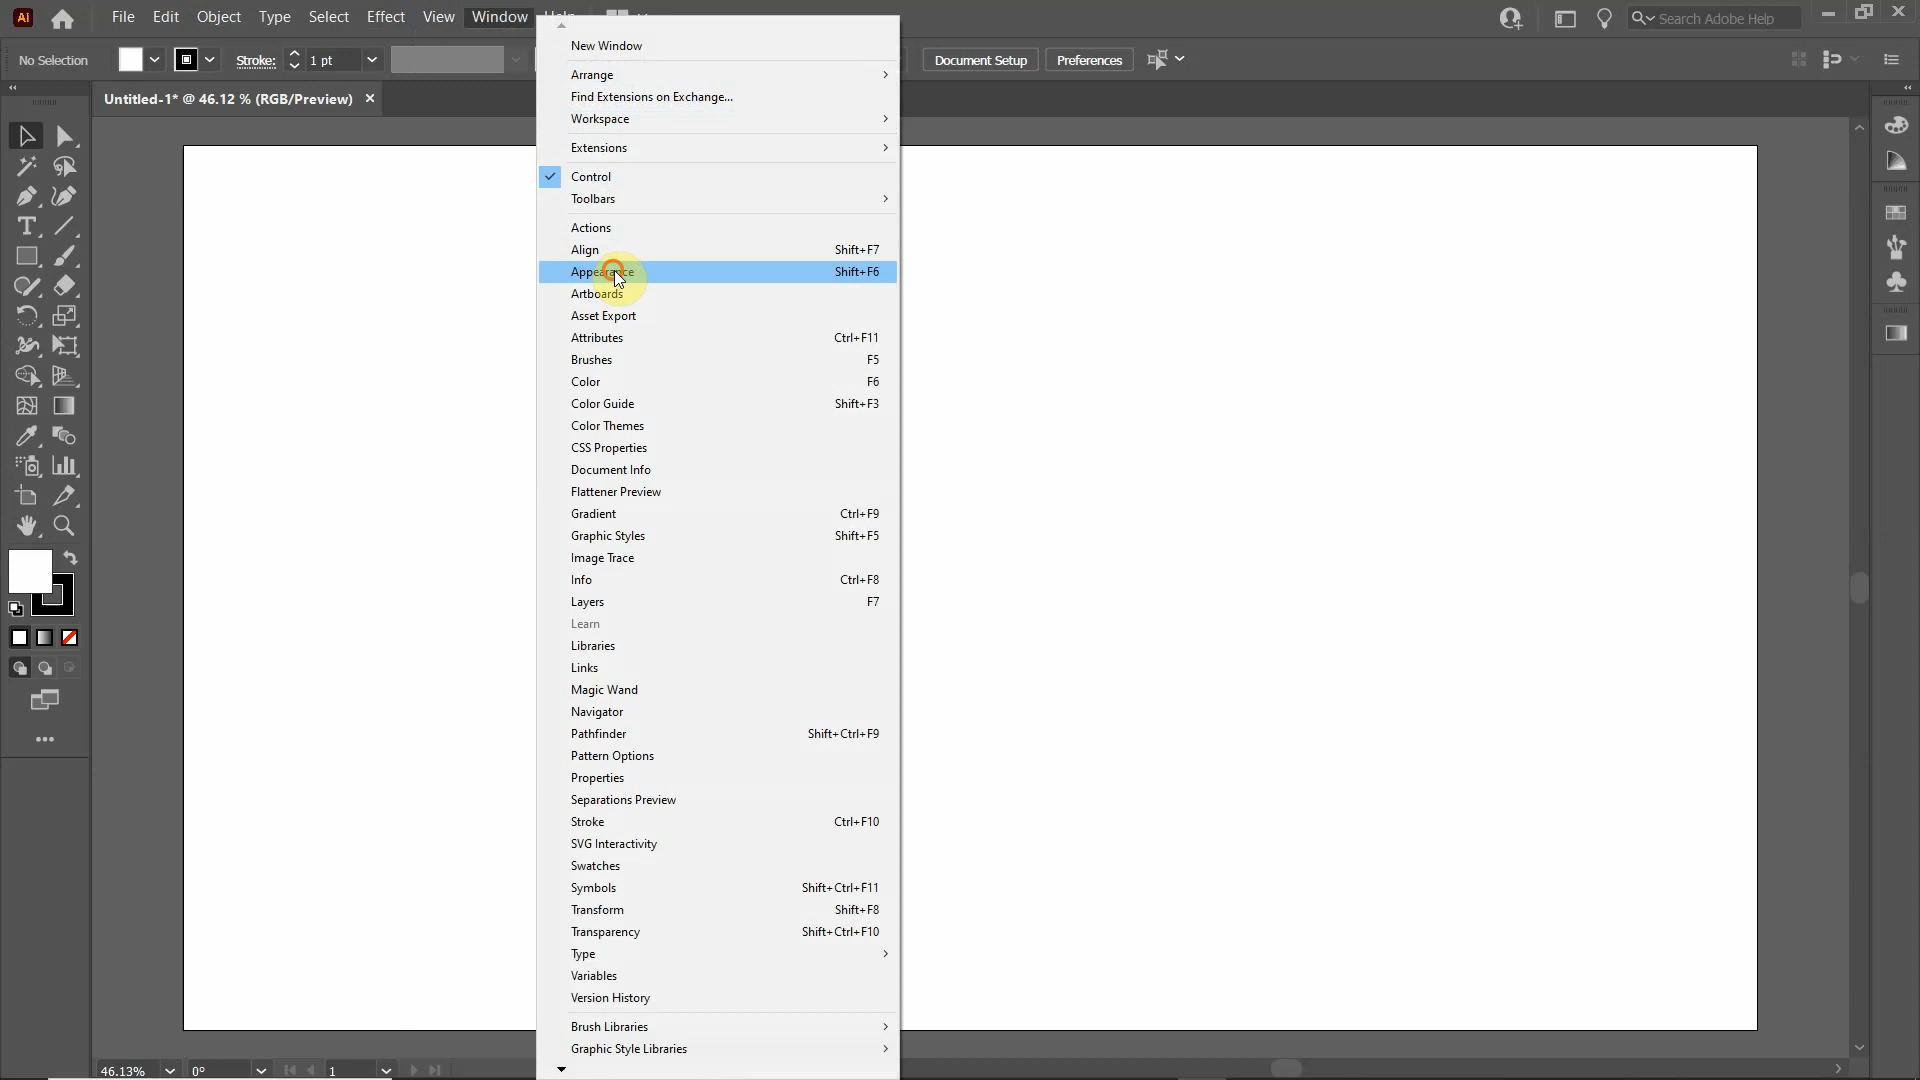 Ai File Edit Object Type Select Effect View Window Search Adobe Help
No Selection Stroke: 1 pt Document Setup Preferences
Untitled-1* @ 46.12 % (RGB/Preview) ×
New Window
Arrange
Find Extensions on Exchange...
Workspace
Extensions
Control
Toolbars
Actions
Align Shift+F7
Appearance Shift+F6
Artboards
Asset Export
Attributes Ctrl+F11
Brushes F5
Color F6
Color Guide Shift+F3
Color Themes
CSS Properties
Document Info
Flattener Preview
Gradient Ctrl+F9
Graphic Styles Shift+F5
Image Trace
Info Ctrl+F8
Layers F7
Learn
Libraries
Links
Magic Wand
Navigator
Pathfinder Shift+Ctrl+F9
Pattern Options
Properties
Separations Preview
Stroke Ctrl+F10
SVG Interactivity
Swatches
Symbols Shift+Ctrl+F11
Transform Shift+F8
Transparency Shift+Ctrl+F10
Type
Variables
Version History
Brush Libraries
Graphic Style Libraries
46.13% 0° 1